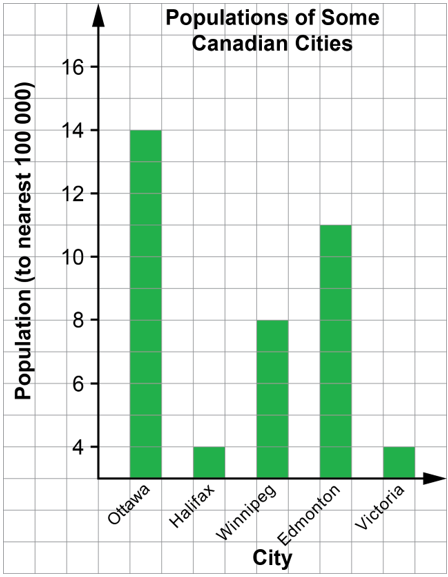 Populations of Some
Canadian Cities
Population (to nearest 100 000)
16
14
12
10
8
6
4
Ottawa
Halifax
Winnipeg
Edmonton
Victoria
City